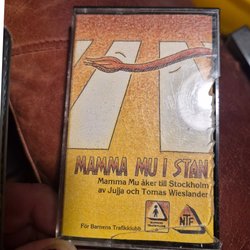 MAMMA MU I STAN
Mamma Mu åker till Stockholm
av Jujja och Tomas Wieslander
För Barnens Trafikklubb
NTF